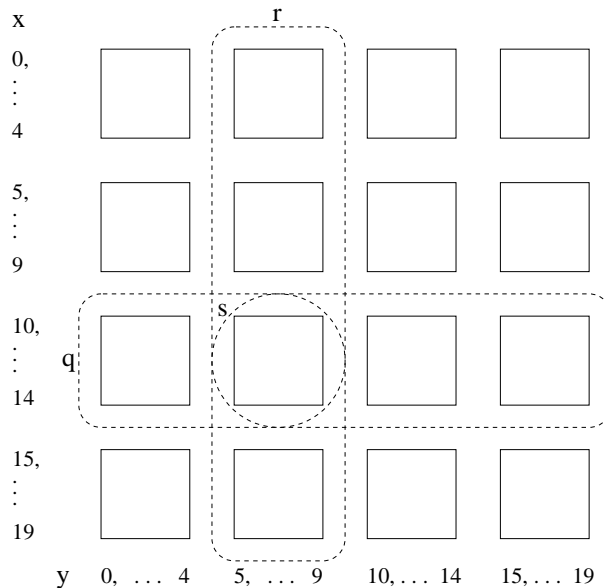 x
r
0,
⋮
4
5,
⋮
9
s
10,
q
⋮
14
15,
⋮
19
y 0, ... 4 5, ... 9 10, ... 14 15, ... 19